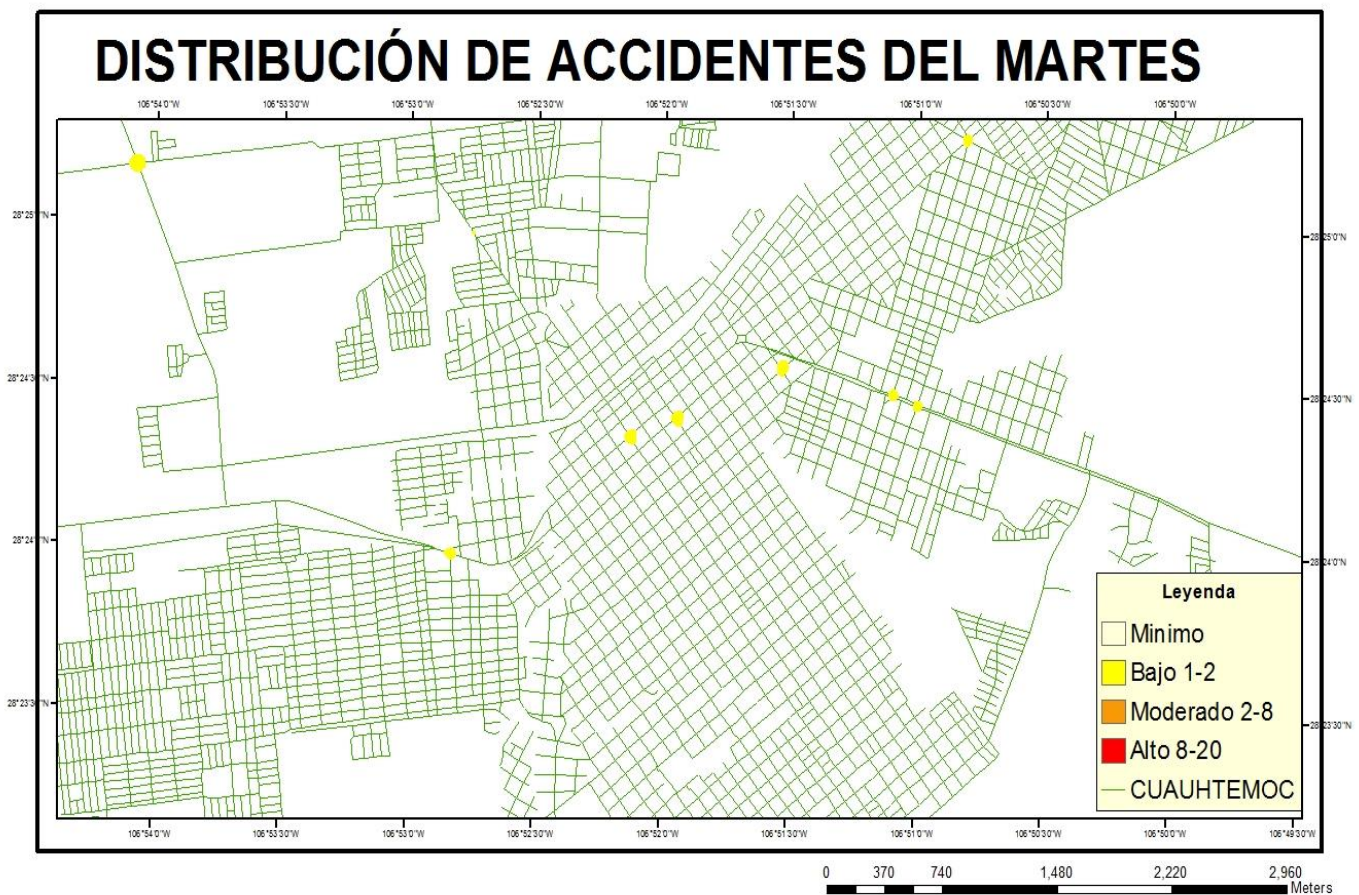 DISTRIBUCIÓN DE ACCIDENTES DEL MARTES
106°54'0"W 106°53'30"W 106°53'0"W 106°52'30"W 106°52'0"W 106°51'30"W 106°51'0"W 106°50'30"W 106°50'0"W
28°25'0"N
28°24'30"N 28°24'30"N
28°24'0"N 28°24'0"N
Leyenda
Minimo
Bajo 1-2
Moderado 2-8
Alto 8-20
CUAUHTEMOC
28°23'30"N 28°23'30"N
106°54'0"W 106°53'30"W 106°53'0"W 106°52'30"W 106°52'0"W 106°51'30"W 106°51'0"W 106°50'30"W 106°50'0"W 106°49'30"W
0 370 740 1,480 2,220 2,960
Meters